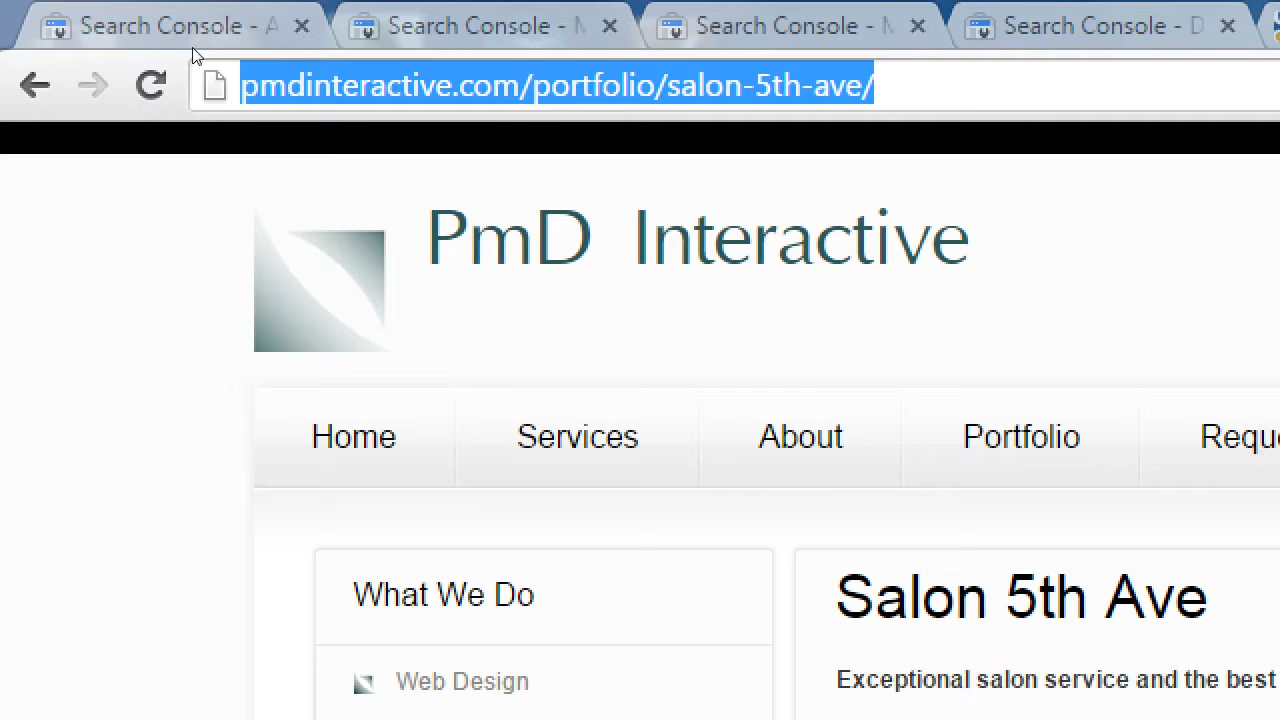 Search Console - A
Search Console - M
Search Console - M
Search Console - D
pmdinteractive.com/portfolio/salon-5th-ave/
PmD Interactive
Home
Services
About
Portfolio
Requ
What We Do
Salon 5th Ave
Web Design
Exceptional salon service and the best